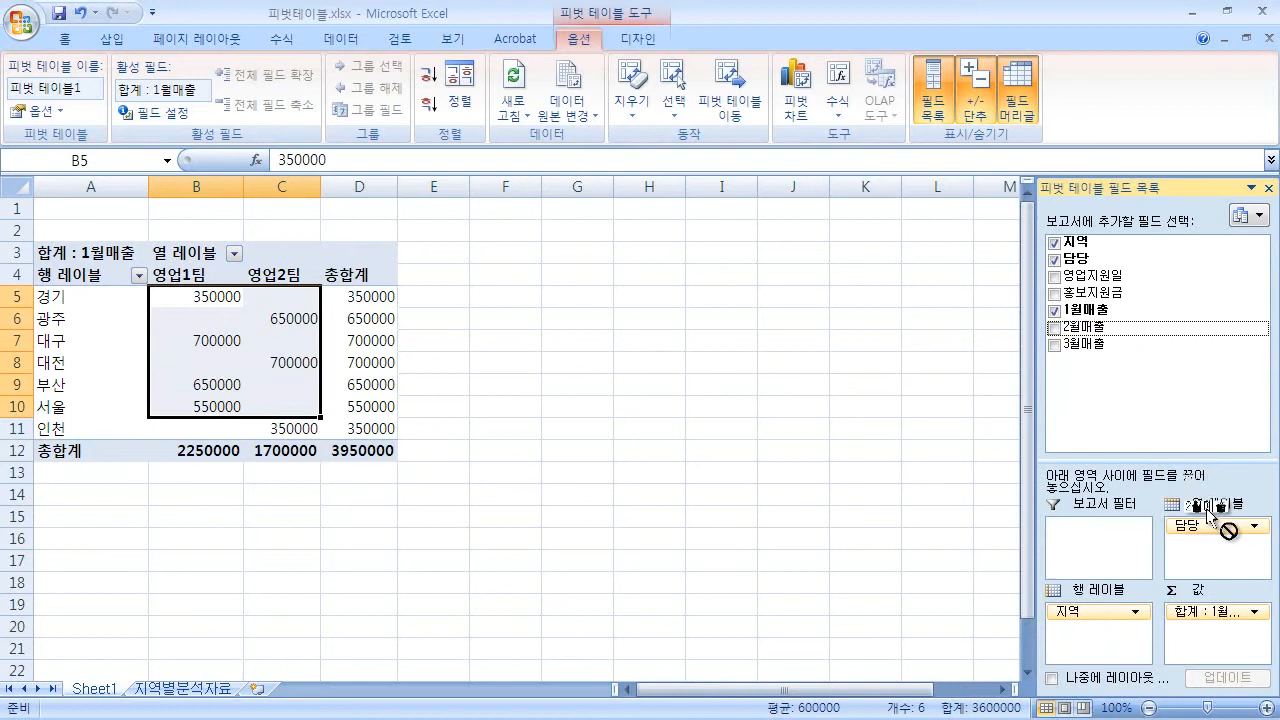 피벗테이블.xlsx - Microsoft Excel
피벗 테이블 도구
홈 삽입 페이지 레이아웃 수식 데이터 검토 보기 Acrobat 옵션 디자인
피벗 테이블 이름:
피벗 테이블1
옵션
피벗 테이블
활성 필드:
합계 : 1월매출
필드 설정
전체 필드 확장
전체 필드 축소
활성 필드
그룹 선택
그룹 해제
그룹 필드
그룹
정렬
정렬
새로 고침
데이터 원본 변경
데이터
지우기
선택
피벗 테이블 이동
동작
피벗 차트
수식
OLAP 도구
도구
필드 목록
+/- 단추
필드 머리글
표시/숨기기
B5
fx
350000
A B C D E F G H I J K L M
1
2
3 합계 : 1월매출 열 레이블
4 행 레이블 영업1팀 영업2팀 총합계
5 경기 350000 350000
6 광주 650000 650000
7 대구 700000 700000
8 대전 700000 700000
9 부산 650000 650000
10 서울 550000 550000
11 인천 350000 350000
12 총합계 2250000 1700000 3950000
13
14
15
16
17
18
19
20
21
22
피벗 테이블 필드 목록
보고서에 추가할 필드 선택:
지역
담당
영업지원일
홍보지원금
1월매출
2월매출
3월매출
아래 영역 사이에 필드를 끌어
놓으십시오.
보고서 필터
담당
행 레이블
Σ 값
지역
합계 : 1월...
나중에 레이아웃 ...
업데이트
Sheet1 지역별분석자료
준비
평균: 600000 개수: 6 합계: 3600000
100%